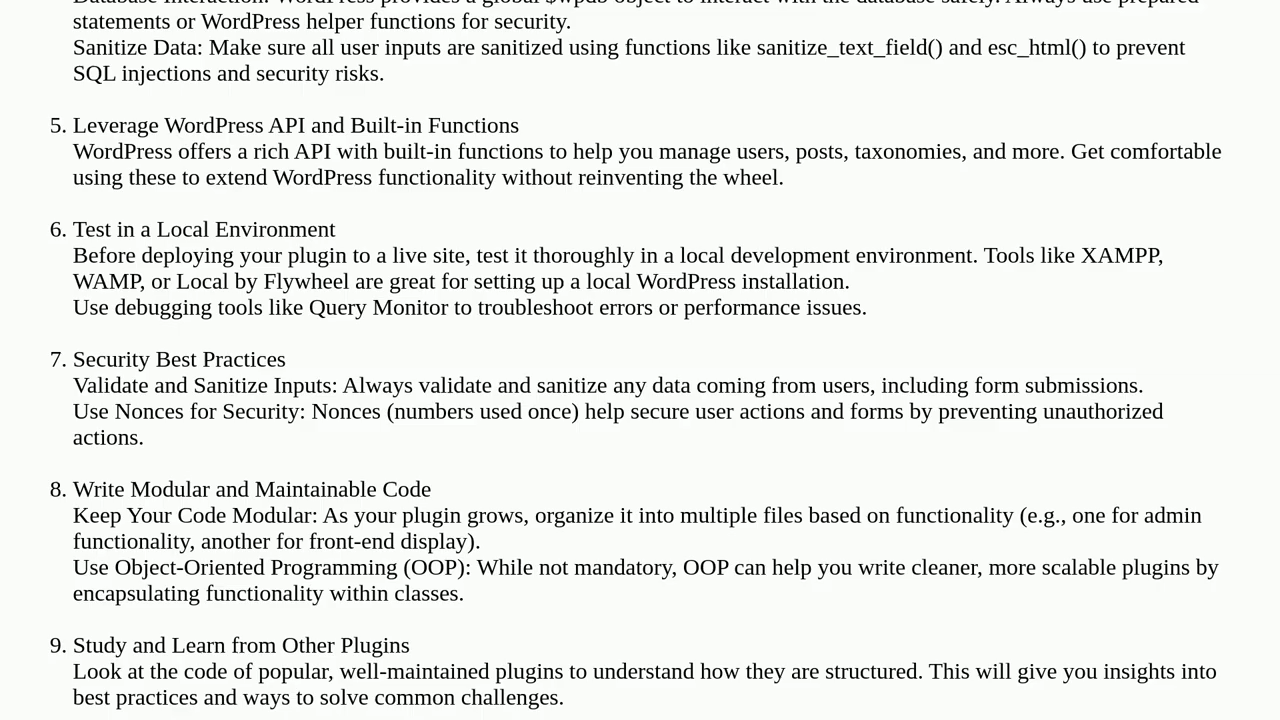 statements or WordPress helper functions for security.
Sanitize Data: Make sure all user inputs are sanitized using functions like sanitize_text_field() and esc_html() to prevent
SQL injections and security risks.
5. Leverage WordPress API and Built-in Functions
WordPress offers a rich API with built-in functions to help you manage users, posts, taxonomies, and more. Get comfortable
using these to extend WordPress functionality without reinventing the wheel.
6. Test in a Local Environment
Before deploying your plugin to a live site, test it thoroughly in a local development environment. Tools like XAMPP,
WAMP, or Local by Flywheel are great for setting up a local WordPress installation.
Use debugging tools like Query Monitor to troubleshoot errors or performance issues.
7. Security Best Practices
Validate and Sanitize Inputs: Always validate and sanitize any data coming from users, including form submissions.
Use Nonces for Security: Nonces (numbers used once) help secure user actions and forms by preventing unauthorized
actions.
8. Write Modular and Maintainable Code
Keep Your Code Modular: As your plugin grows, organize it into multiple files based on functionality (e.g., one for admin
functionality, another for front-end display).
Use Object-Oriented Programming (OOP): While not mandatory, OOP can help you write cleaner, more scalable plugins by
encapsulating functionality within classes.
9. Study and Learn from Other Plugins
Look at the code of popular, well-maintained plugins to understand how they are structured. This will give you insights into
best practices and ways to solve common challenges.